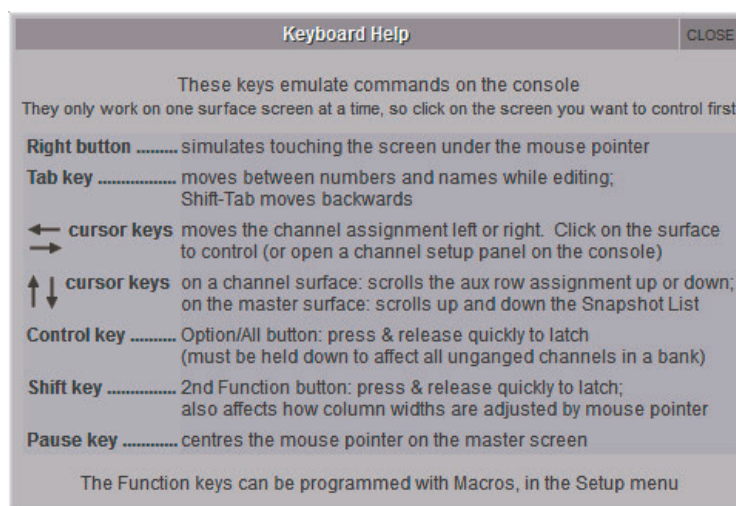 Keyboard Help CLOSE
These keys emulate commands on the console
They only work on one surface screen at a time, so click on the screen you want to control first
Right button ......... simulates touching the screen under the mouse pointer
Tab key ................. moves between numbers and names while editing;
Shift-Tab moves backwards
cursor keys moves the channel assignment left or right. Click on the surface
to control (or open a channel setup panel on the console)
cursor keys on a channel surface: scrolls the aux row assignment up or down;
on the master surface: scrolls up and down the Snapshot List
Control key .......... Option/All button: press & release quickly to latch
(must be held down to affect all unganged channels in a bank)
Shift key ............... 2nd Function button: press & release quickly to latch;
also affects how column widths are adjusted by mouse pointer
Pause key ............ centres the mouse pointer on the master screen
The Function keys can be programmed with Macros, in the Setup menu